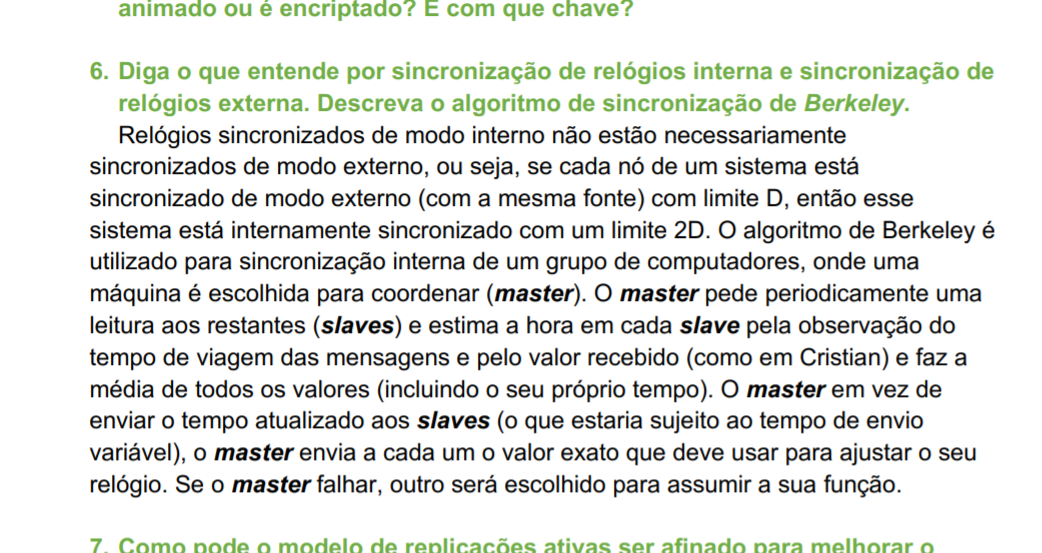 animado ou é encriptado? E com que chave?
6. Diga o que entende por sincronização de relógios interna e sincronização de
relógios externa. Descreva o algoritmo de sincronização de Berkeley.
Relógios sincronizados de modo interno não estão necessariamente
sincronizados de modo externo, ou seja, se cada nó de um sistema está
sincronizado de modo externo (com a mesma fonte) com limite D, então esse
sistema está internamente sincronizado com um limite 2D. O algoritmo de Berkeley é
utilizado para sincronização interna de um grupo de computadores, onde uma
máquina é escolhida para coordenar (master). O master pede periodicamente uma
leitura aos restantes (slaves) e estima a hora em cada slave pela observação do
tempo de viagem das mensagens e pelo valor recebido (como em Cristian) e faz a
média de todos os valores (incluindo o seu próprio tempo). O master em vez de
enviar o tempo atualizado aos slaves (o que estaria sujeito ao tempo de envio
variável), o master envia a cada um o valor exato que deve usar para ajustar o seu
relógio. Se o master falhar, outro será escolhido para assumir a sua função.
7. Como pode o modelo de replicações ativas ser afinado para melhorar o